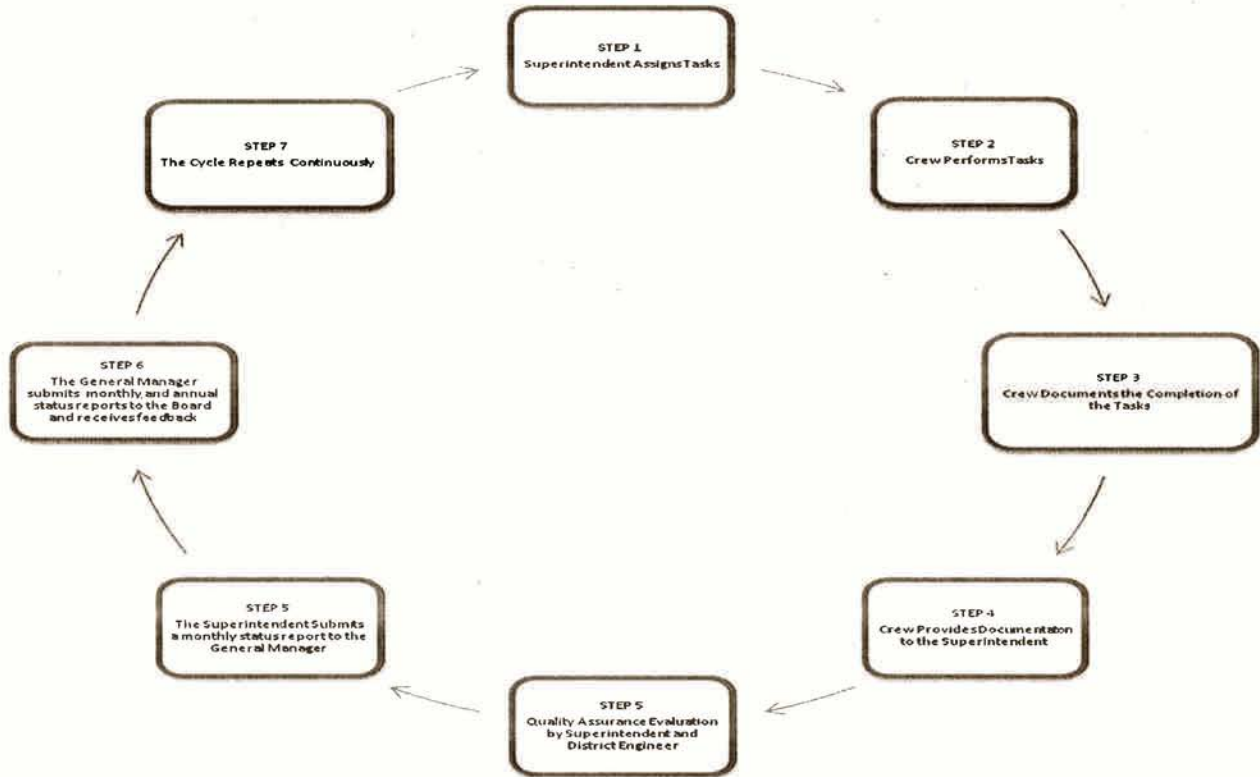 STEP 1
Superintendent Assigns Tasks
STEP 2
Crew Performs Tasks
STEP 3
Crew Documents the Completion of
the Tasks
STEP 4
Crew Provides Documentaton
to the Superintendent
STEP 5
Quality Assurance Evaluation
by Superintendent and
District Engineer
STEP 5
The Superintendent Submits
a monthly status report to the
General Manager
STEP 6
The General Manager
submits monthly and annual
status reports to the Board
and receives feedback
STEP 7
The Cycle Repeats Continuously